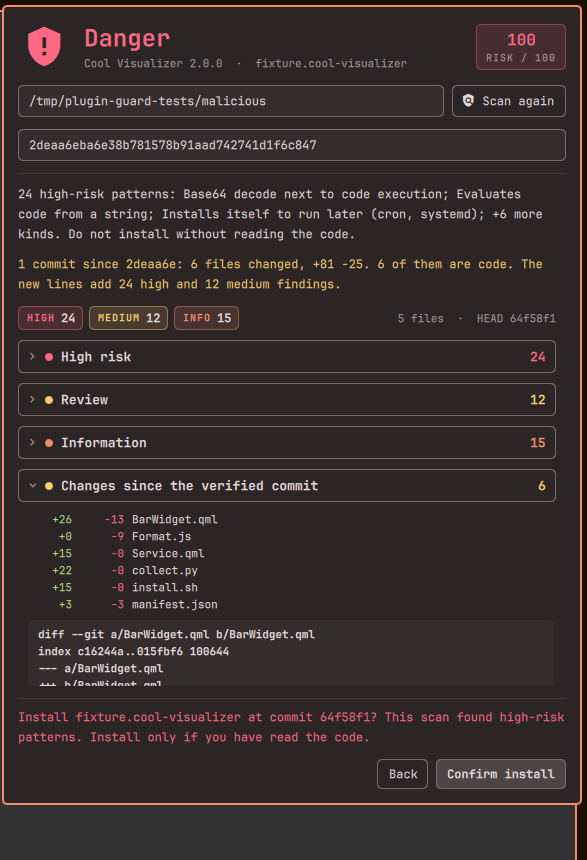 Danger
Cool Visualizer 2.0.0 · fixture.cool-visualizer
100
RISK / 100
/tmp/plugin-guard-tests/malicious
Scan again
2deaa6eba6e38b781578b91aad742741d1f6c847
24 high-risk patterns: Base64 decode next to code execution; Evaluates
code from a string; Installs itself to run later (cron, systemd); +6 more
kinds. Do not install without reading the code.
1 commit since 2deaa6e: 6 files changed, +81 -25. 6 of them are code. The
new lines add 24 high and 12 medium findings.
HIGH 24 MEDIUM 12 INFO 15 5 files · HEAD 64f58f1
High risk 24
Review 12
Information 15
Changes since the verified commit 6
+26 -13 BarWidget.qml
+0 -9 Format.js
+15 -0 Service.qml
+22 -0 collect.py
+15 -0 install.sh
+3 -3 manifest.json
diff --git a/BarWidget.qml b/BarWidget.qml
index c16244a..015fbf6 100644
--- a/BarWidget.qml
+++ b/BarWidget.qml
Install fixture.cool-visualizer at commit 64f58f1? This scan found high-risk
patterns. Install only if you have read the code.
Back
Confirm install